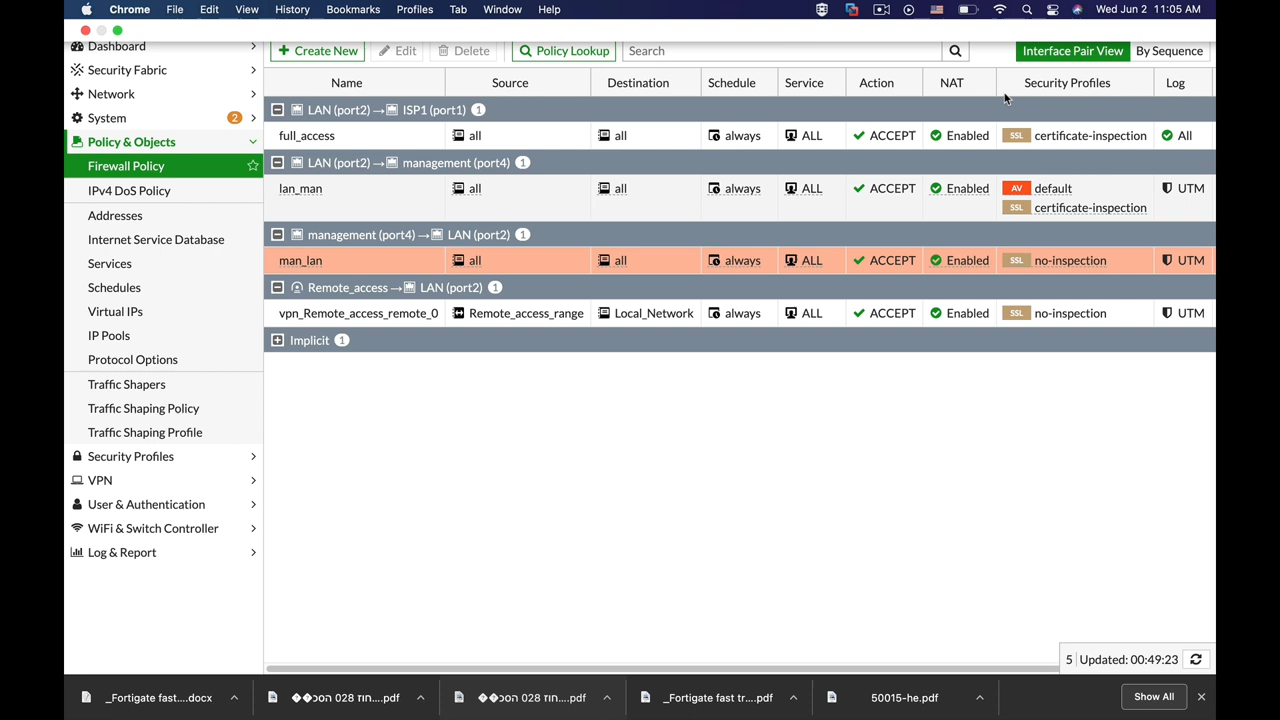 Chrome File Edit View History Bookmarks Profiles Tab Window Help Wed Jun 2 11:05 AM
Dashboard
Security Fabric
Network
System 2
Policy & Objects
Firewall Policy
IPv4 DoS Policy
Addresses
Internet Service Database
Services
Schedules
Virtual IPs
IP Pools
Protocol Options
Traffic Shapers
Traffic Shaping Policy
Traffic Shaping Profile
Security Profiles
VPN
User & Authentication
WiFi & Switch Controller
Log & Report
+ Create New Edit Delete Policy Lookup Search Interface Pair View By Sequence
Name Source Destination Schedule Service Action NAT Security Profiles Log
LAN (port2) → ISP1 (port1) 1
full_access all all always ALL ACCEPT Enabled SSL certificate-inspection All
LAN (port2) → management (port4) 1
lan_man all all always ALL ACCEPT Enabled AV default UTM
SSL certificate-inspection
management (port4) → LAN (port2) 1
man_lan all all always ALL ACCEPT Enabled SSL no-inspection UTM
Remote_access → LAN (port2) 1
vpn_Remote_access_remote_0 Remote_access_range Local_Network always ALL ACCEPT Enabled SSL no-inspection UTM
Implicit 1
5 Updated: 00:49:23
_Fortigate fast....docx ��חוז 028 הסכ....pdf ��חוז 028 הסכ....pdf _Fortigate fast tr....pdf 50015-he.pdf Show All